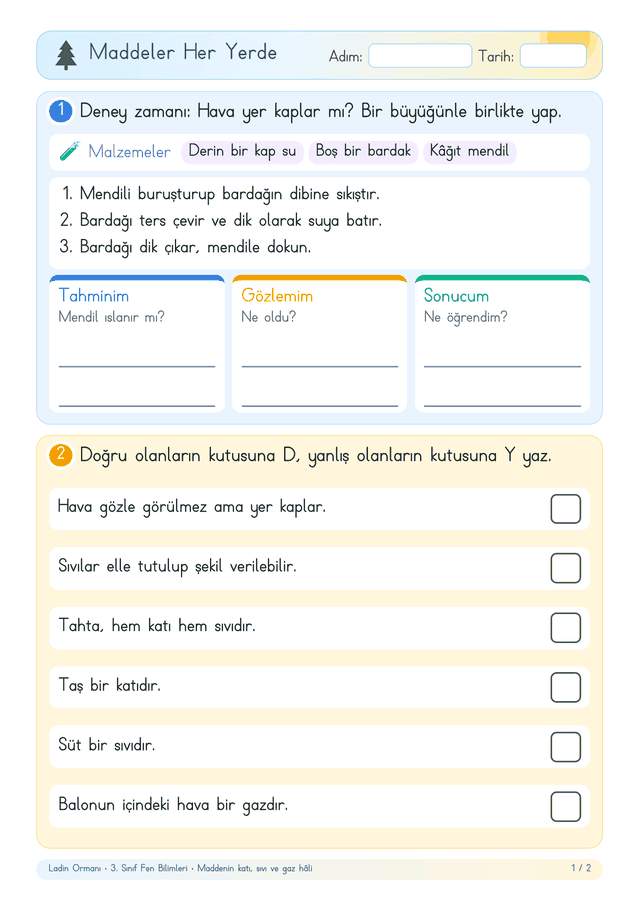 Maddeler Her Yerde
Adım:
Tarih:
1 Deney zamanı: Hava yer kaplar mı? Bir büyüğünle birlikte yap.
Malzemeler Derin bir kap su Boş bir bardak Kâğıt mendil
1. Mendili buruşturup bardağın dibine sıkıştır.
2. Bardağı ters çevir ve dik olarak suya batır.
3. Bardağı dik çıkar, mendile dokun.
Tahminim
Mendil ıslanır mı?
Gözlemim
Ne oldu?
Sonucum
Ne öğrendim?
2 Doğru olanların kutusuna D, yanlış olanların kutusuna Y yaz.
Hava gözle görülmez ama yer kaplar.
Sıvılar elle tutulup şekil verilebilir.
Tahta, hem katı hem sıvıdır.
Taş bir katıdır.
Süt bir sıvıdır.
Balonun içindeki hava bir gazdır.
Ladin Ormanı • 3. Sınıf Fen Bilimleri • Maddenin katı, sıvı ve gaz hâli
1 / 2